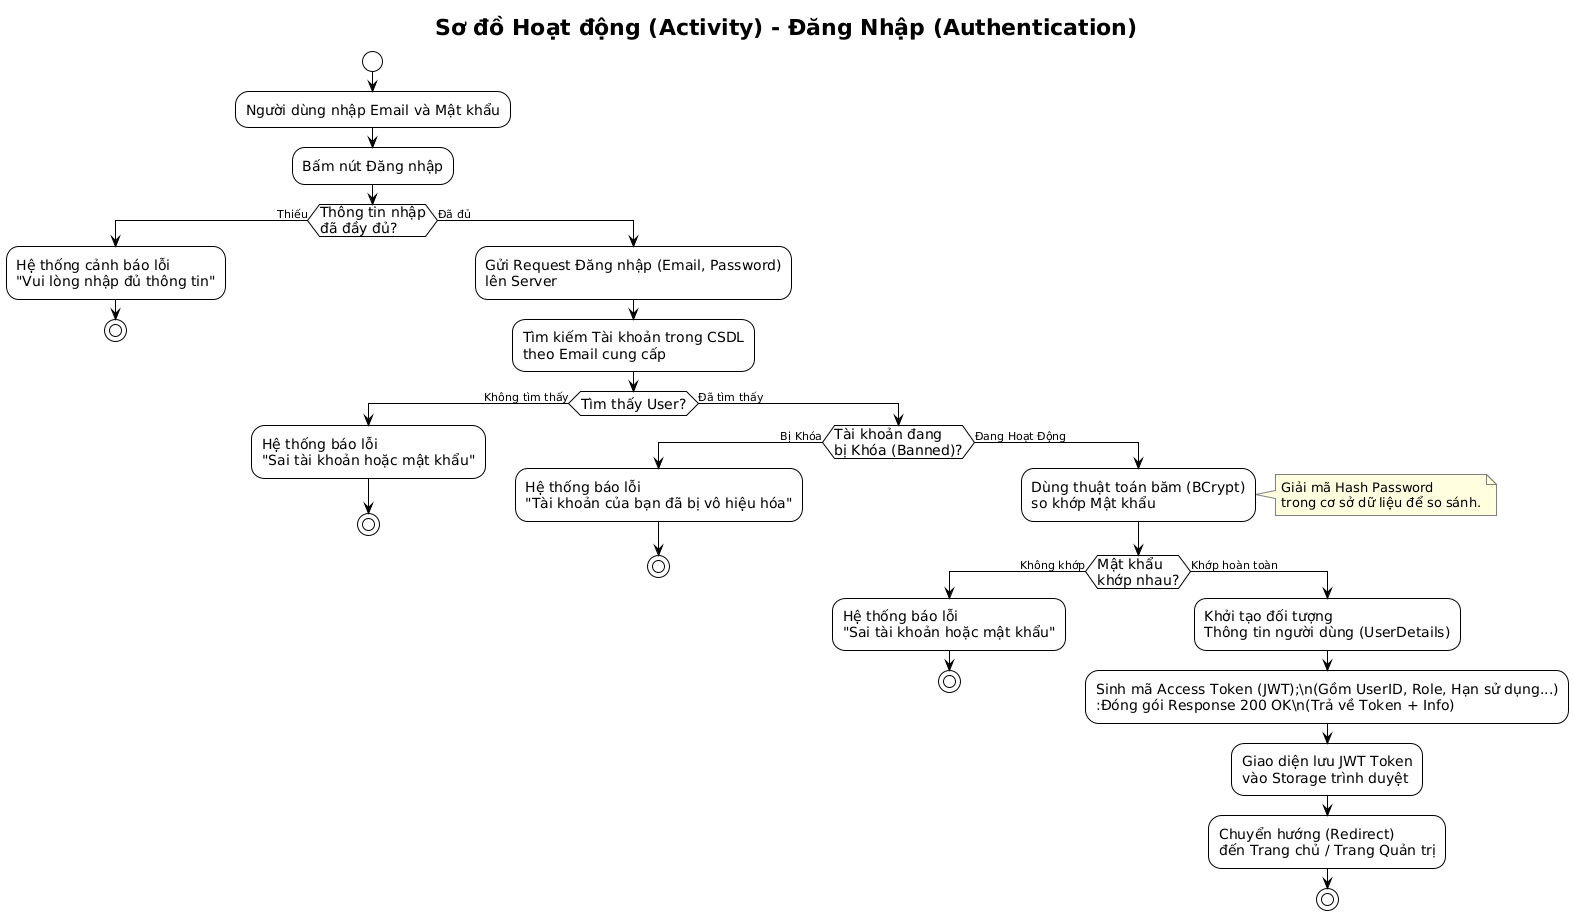 Sơ đồ Hoạt động (Activity) - Đăng Nhập (Authentication)
Người dùng nhập Email và Mật khẩu
Bấm nút Đăng nhập
Thiếu
Thông tin nhập
đã đầy đủ?
Đã đủ
Hệ thống cảnh báo lỗi
"Vui lòng nhập đủ thông tin"
Gửi Request Đăng nhập (Email, Password)
lên Server
Tìm kiếm Tài khoản trong CSDL
theo Email cung cấp
Không tìm thấy
Tìm thấy User?
Đã tìm thấy
Hệ thống báo lỗi
"Sai tài khoản hoặc mật khẩu"
Bị Khóa
Tài khoản đang
bị Khóa (Banned)?
Đang Hoạt Động
Hệ thống báo lỗi
"Tài khoản của bạn đã bị vô hiệu hóa"
Dùng thuật toán băm (BCrypt)
so khớp Mật khẩu
Giải mã Hash Password
trong cơ sở dữ liệu để so sánh.
Không khớp
Mật khẩu
khớp nhau?
Khớp hoàn toàn
Hệ thống báo lỗi
"Sai tài khoản hoặc mật khẩu"
Khởi tạo đối tượng
Thông tin người dùng (UserDetails)
Sinh mã Access Token (JWT);\n(Gồm UserID, Role, Hạn sử dụng...)
:Đóng gói Response 200 OK\n(Trả về Token + Info)
Giao diện lưu JWT Token
vào Storage trình duyệt
Chuyển hướng (Redirect)
đến Trang chủ / Trang Quản trị